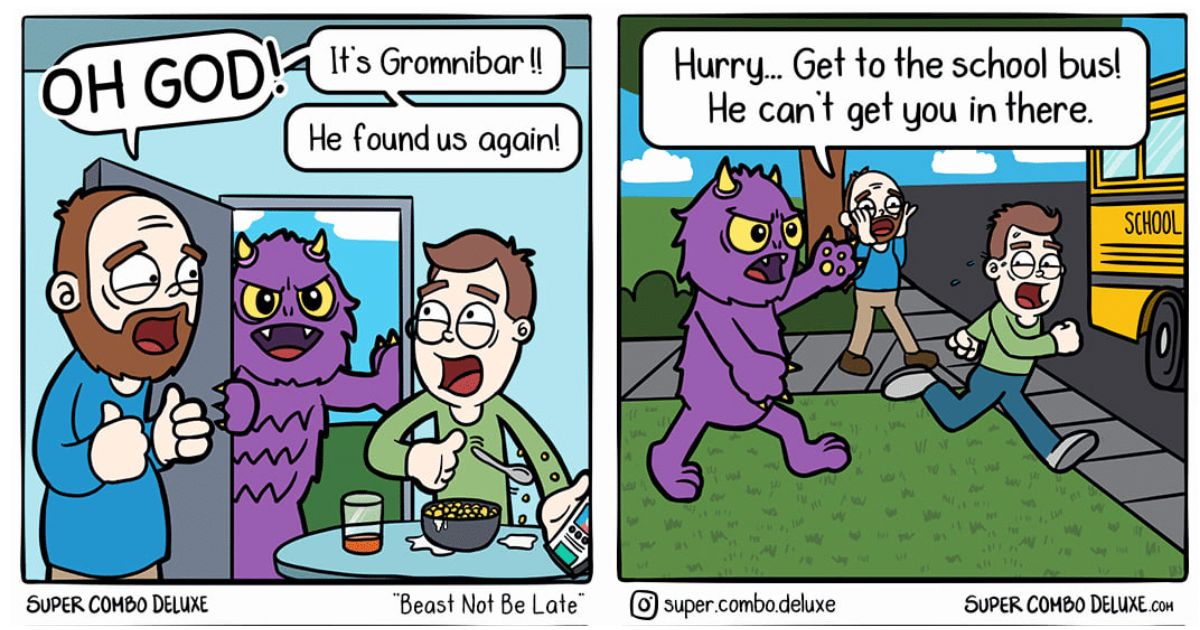 OH GOD!
It's Gromnibar!!
He found us again!
Hurry... Get to the school bus!
He can't get you in there.
SCHOOL
SUPER COMBO DELUXE
"Beast Not Be Late"
super.combo.deluxe
SUPER COMBO DELUXE.COM